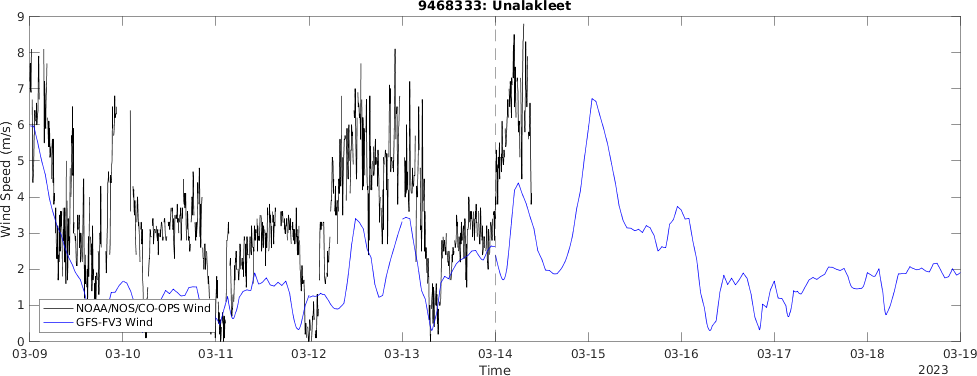 9468333: Unalakleet
9
8
7
6
5
4
3
2
1
0
Wind Speed (m/s)
NOAA/NOS/CO-OPS Wind
GFS-FV3 Wind
03-09 03-10 03-11 03-12 03-13 03-14 03-15 03-16 03-17 03-18 03-19
Time
2023